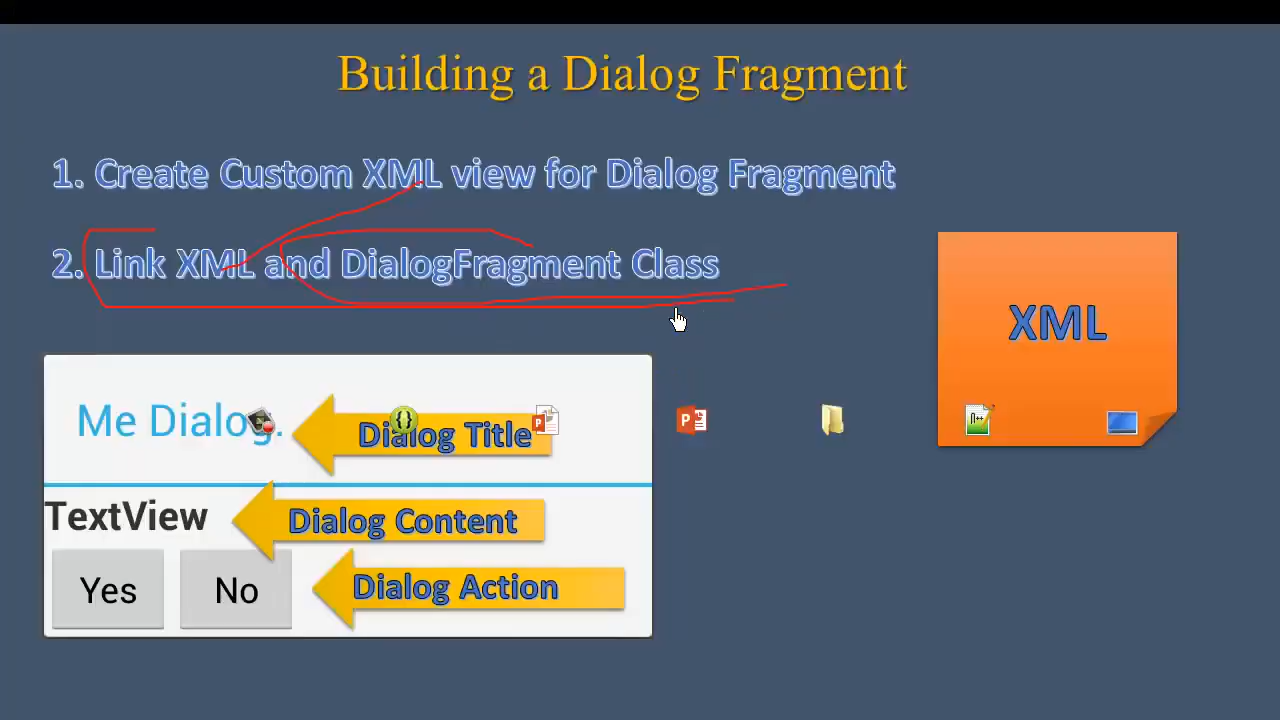 Building a Dialog Fragment
1. Create Custom XML view for Dialog Fragment
2. Link XML and DialogFragment Class
XML
Me Dialog.
Dialog Title
TextView
Dialog Content
Yes
No
Dialog Action